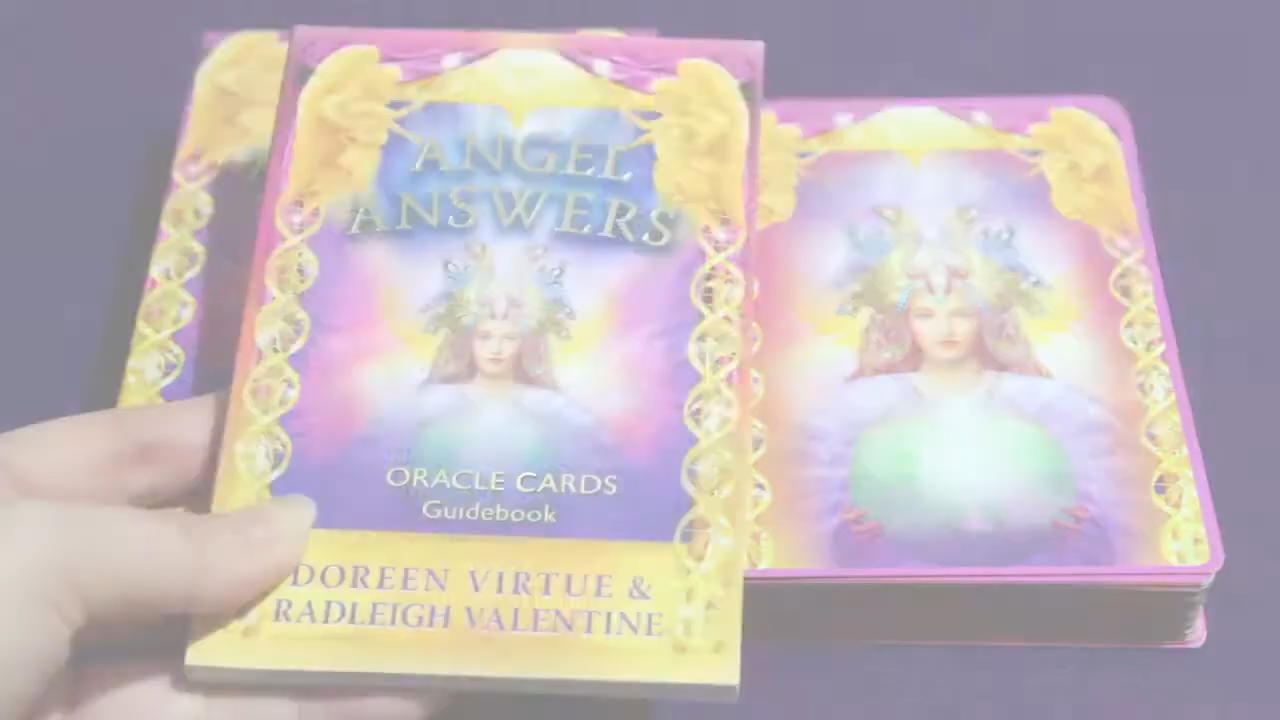 ANGEL
ANSWERS
ORACLE CARDS
Guidebook
DOREEN VIRTUE &
RADLEIGH VALENTINE